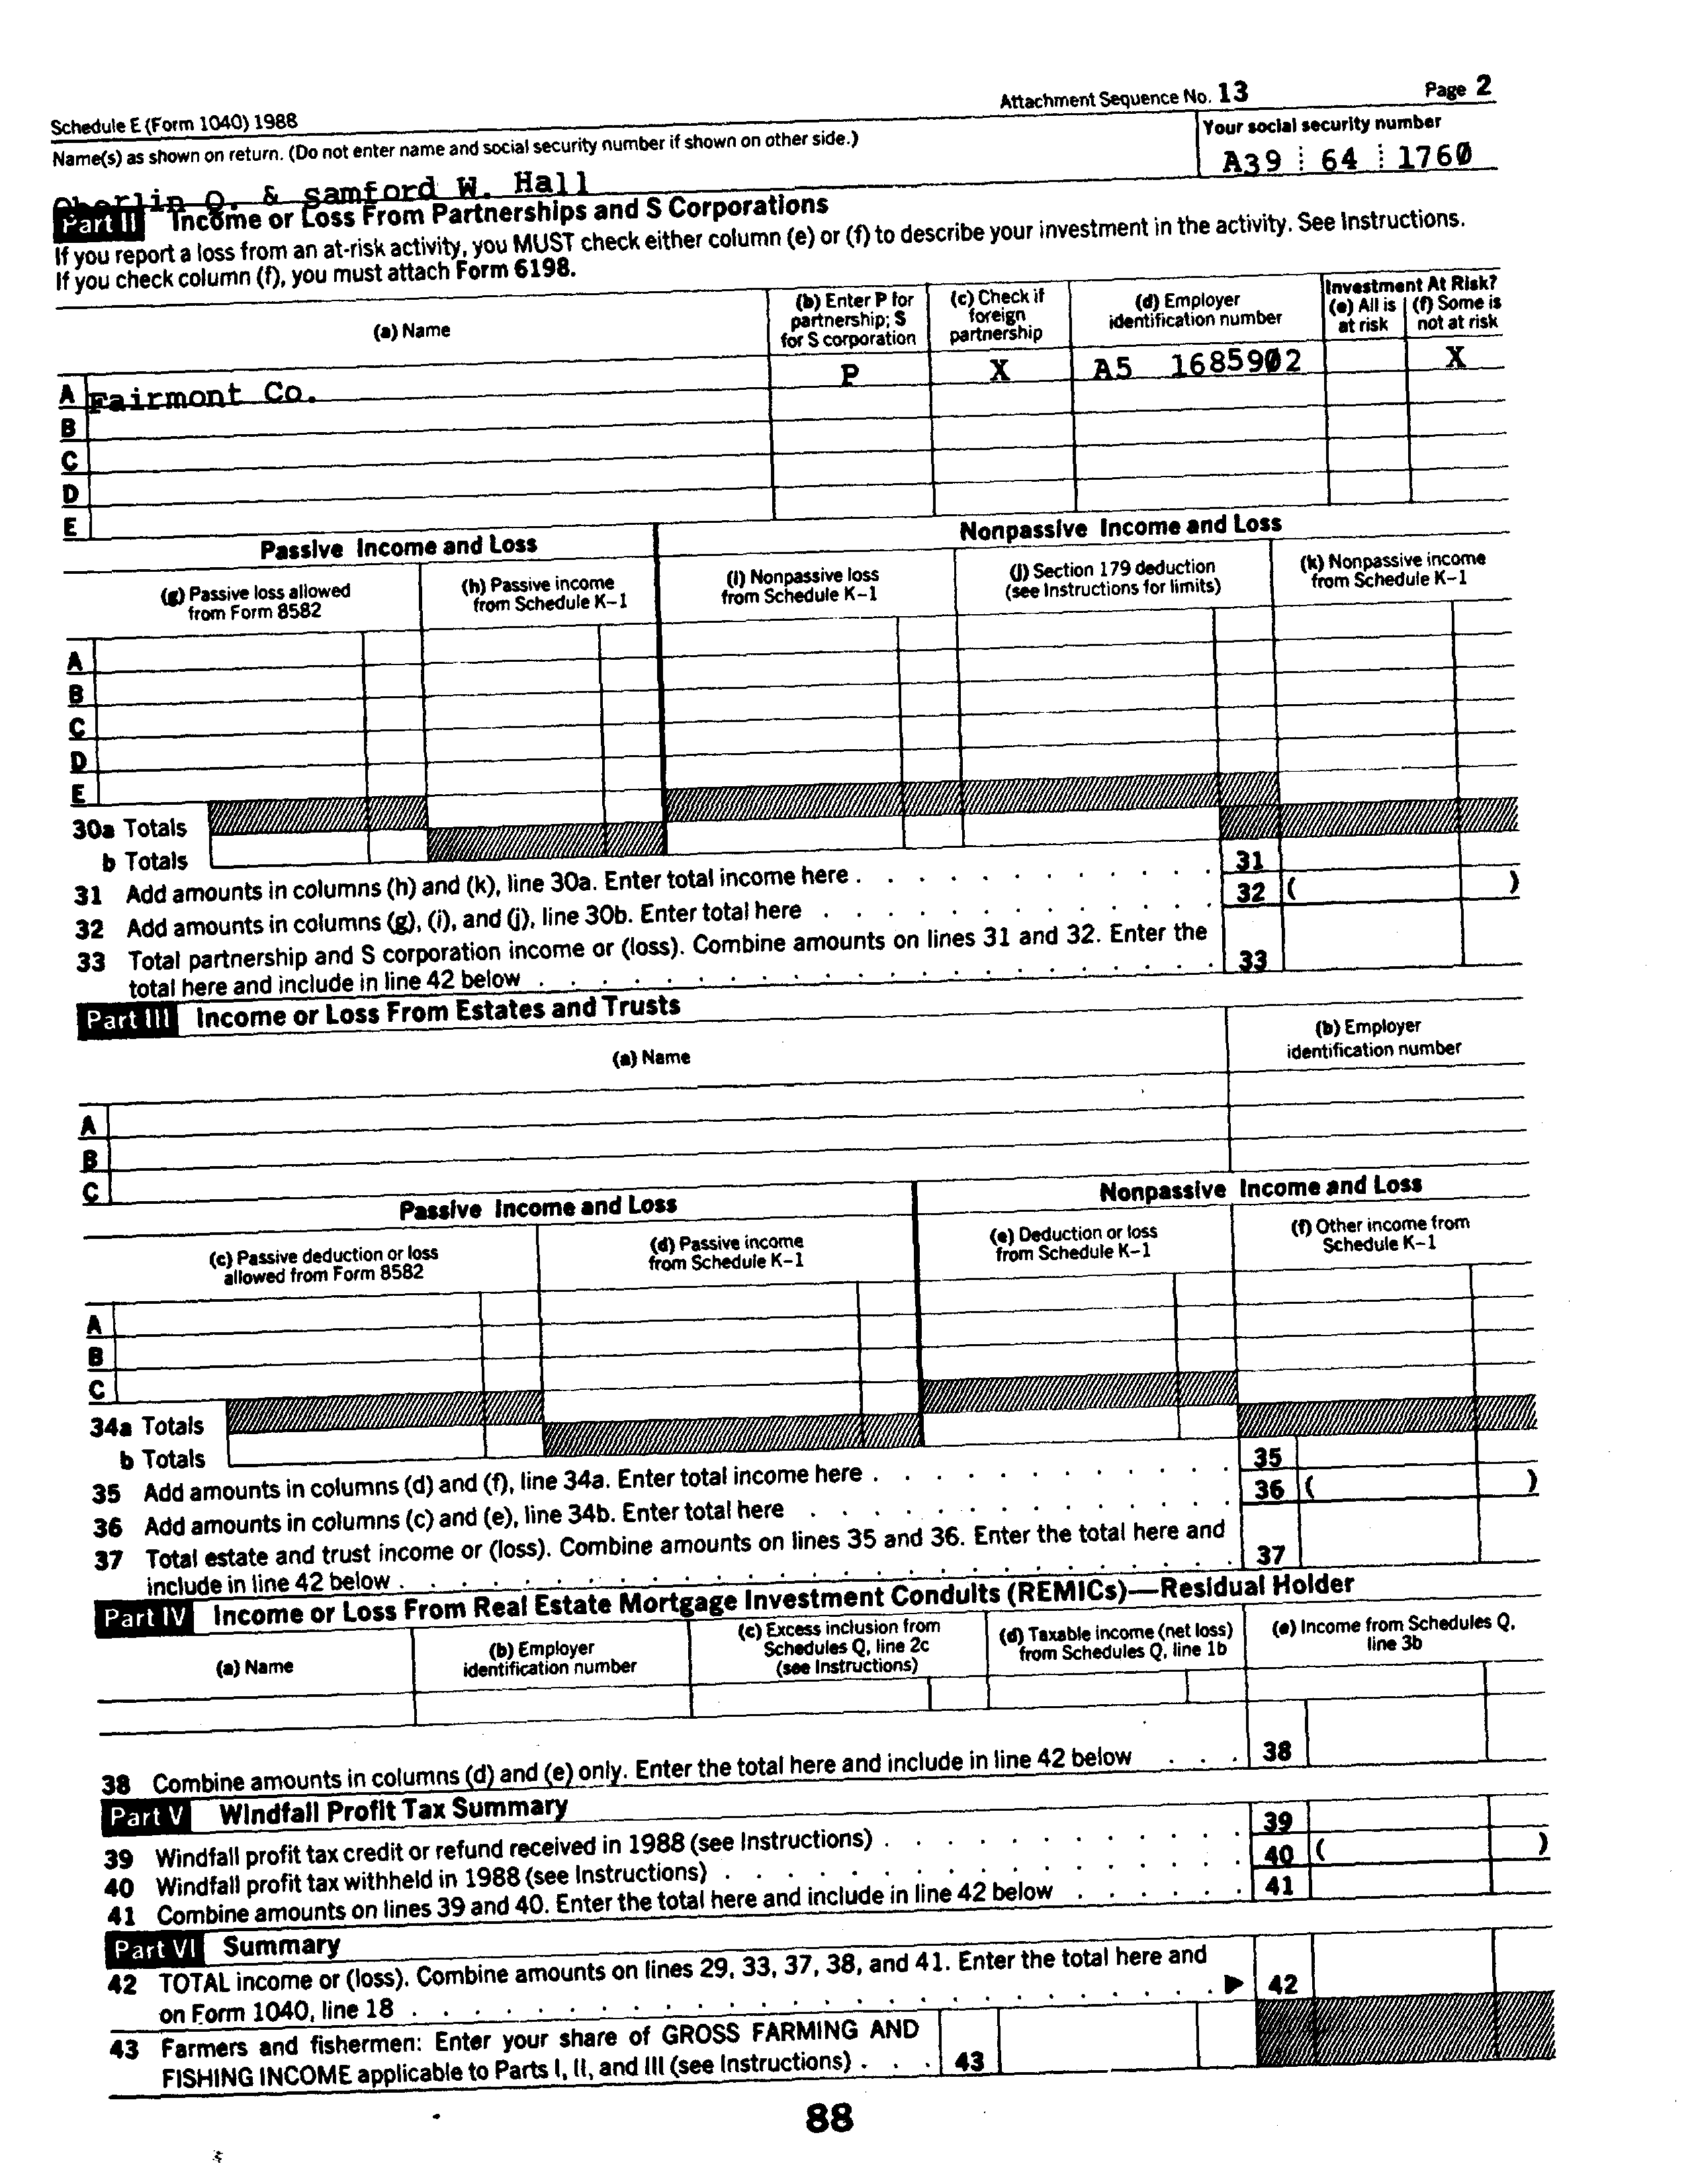 Schedule E (Form 1040) 1988 Attachment Sequence No. 13 Page 2
Name(s) as shown on return. (Do not enter name and social security number if shown on other side.) Your social security number
Oberlin O. & Samford W. Hall A39 64 1760
Part II Income or Loss From Partnerships and S Corporations
If you report a loss from an at-risk activity, you MUST check either column (e) or (f) to describe your investment in the activity. See Instructions.
If you check column (f), you must attach Form 6198.
(a) Name
(b) Enter P for partnership; S for S corporation
(c) Check if foreign partnership
(d) Employer identification number
Investment At Risk?
(e) All is at risk
(f) Some is not at risk
A Fairmont Co. P X A5 1685902 X
B
C
D
E
Passive Income and Loss Nonpassive Income and Loss
(g) Passive loss allowed from Form 8582
(h) Passive income from Schedule K–1
(i) Nonpassive loss from Schedule K–1
(j) Section 179 deduction (see Instructions for limits)
(k) Nonpassive income from Schedule K–1
A
B
C
D
E
30a Totals
b Totals
31 Add amounts in columns (h) and (k), line 30a. Enter total income here . . . . . . . . . . . . 31
32 Add amounts in columns (g), (i), and (j), line 30b. Enter total here . . . . . . . . . . . . . 32 ( )
33 Total partnership and S corporation income or (loss). Combine amounts on lines 31 and 32. Enter the
total here and include in line 42 below . . . . . . . . . . . . . . . . . . . . . . 33
Part III Income or Loss From Estates and Trusts
(a) Name
(b) Employer identification number
A
B
C
Passive Income and Loss Nonpassive Income and Loss
(c) Passive deduction or loss allowed from Form 8582
(d) Passive income from Schedule K–1
(e) Deduction or loss from Schedule K–1
(f) Other income from Schedule K–1
A
B
C
34a Totals
b Totals
35 Add amounts in columns (d) and (f), line 34a. Enter total income here . . . . . . . . . . . . 35
36 Add amounts in columns (c) and (e), line 34b. Enter total here . . . . . . . . . . . . . . 36 ( )
37 Total estate and trust income or (loss). Combine amounts on lines 35 and 36. Enter the total here and
include in line 42 below . . . . . . . . . . . . . . . . . . . . . . . . . . 37
Part IV Income or Loss From Real Estate Mortgage Investment Conduits (REMICs)—Residual Holder
(a) Name
(b) Employer identification number
(c) Excess inclusion from Schedules Q, line 2c (see Instructions)
(d) Taxable income (net loss) from Schedules Q, line 1b
(e) Income from Schedules Q, line 3b
38 Combine amounts in columns (d) and (e) only. Enter the total here and include in line 42 below . . . 38
Part V Windfall Profit Tax Summary
39 Windfall profit tax credit or refund received in 1988 (see Instructions) . . . . . . . . . . . . 39
40 Windfall profit tax withheld in 1988 (see Instructions) . . . . . . . . . . . . . . . . . 40 ( )
41 Combine amounts on lines 39 and 40. Enter the total here and include in line 42 below . . . . . . 41
Part VI Summary
42 TOTAL income or (loss). Combine amounts on lines 29, 33, 37, 38, and 41. Enter the total here and
on Form 1040, line 18 . . . . . . . . . . . . . . . . . . . . . . . . . ▶ 42
43 Farmers and fishermen: Enter your share of GROSS FARMING AND
FISHING INCOME applicable to Parts I, II, and III (see Instructions) . . . 43
88